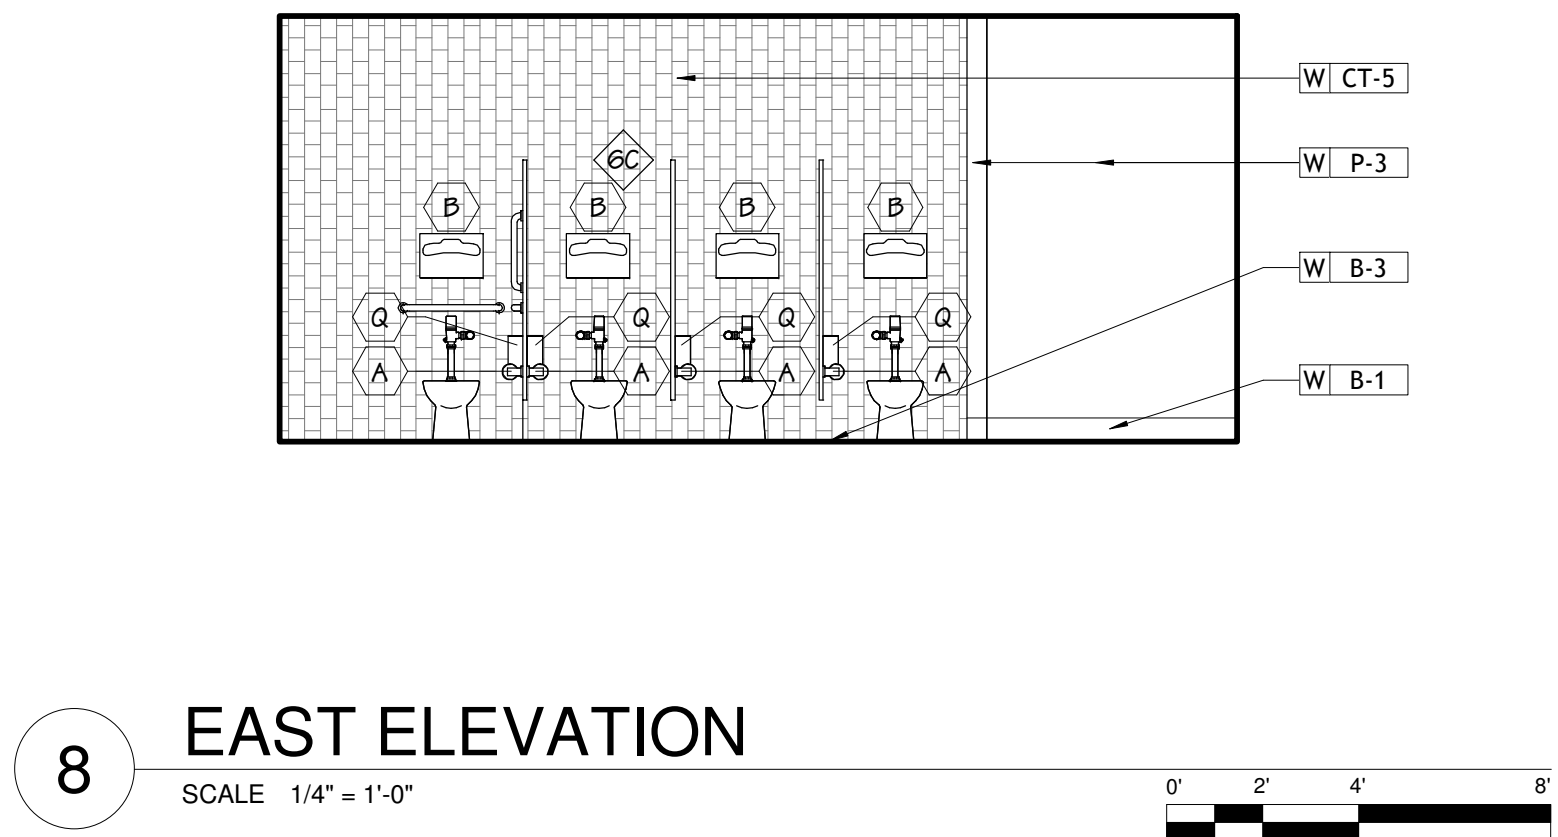 W CT-5
6C
W P-3
B B B B
W B-3
Q Q Q Q
A A A A
W B-1
8
EAST ELEVATION
SCALE 1/4" = 1'-0"
0' 2' 4' 8'